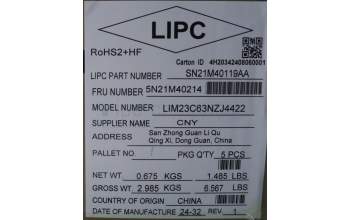 LIPC
RoHS2+HF
Carton ID 4H20342408060001
LIPC PART NUMBER SN21M40119AA
FRU NUMBER 5N21M40214
MODEL NUMBER LIM23C63NZJ4422
SUPPLIER NAME CNY
ADDRESS San Zhong Guan Li Qu
Qing Xi, Dong Guan, China
PALLET NO PKG Q'TY 5 PCS
NET WT 0.675 KGS 1.485 LBS
GROSS WT 2.985 KGS 6.567 LBS
COUNTRY OF ORIGIN CHINA
DATE OF MANUFACTURE 24-32 REV